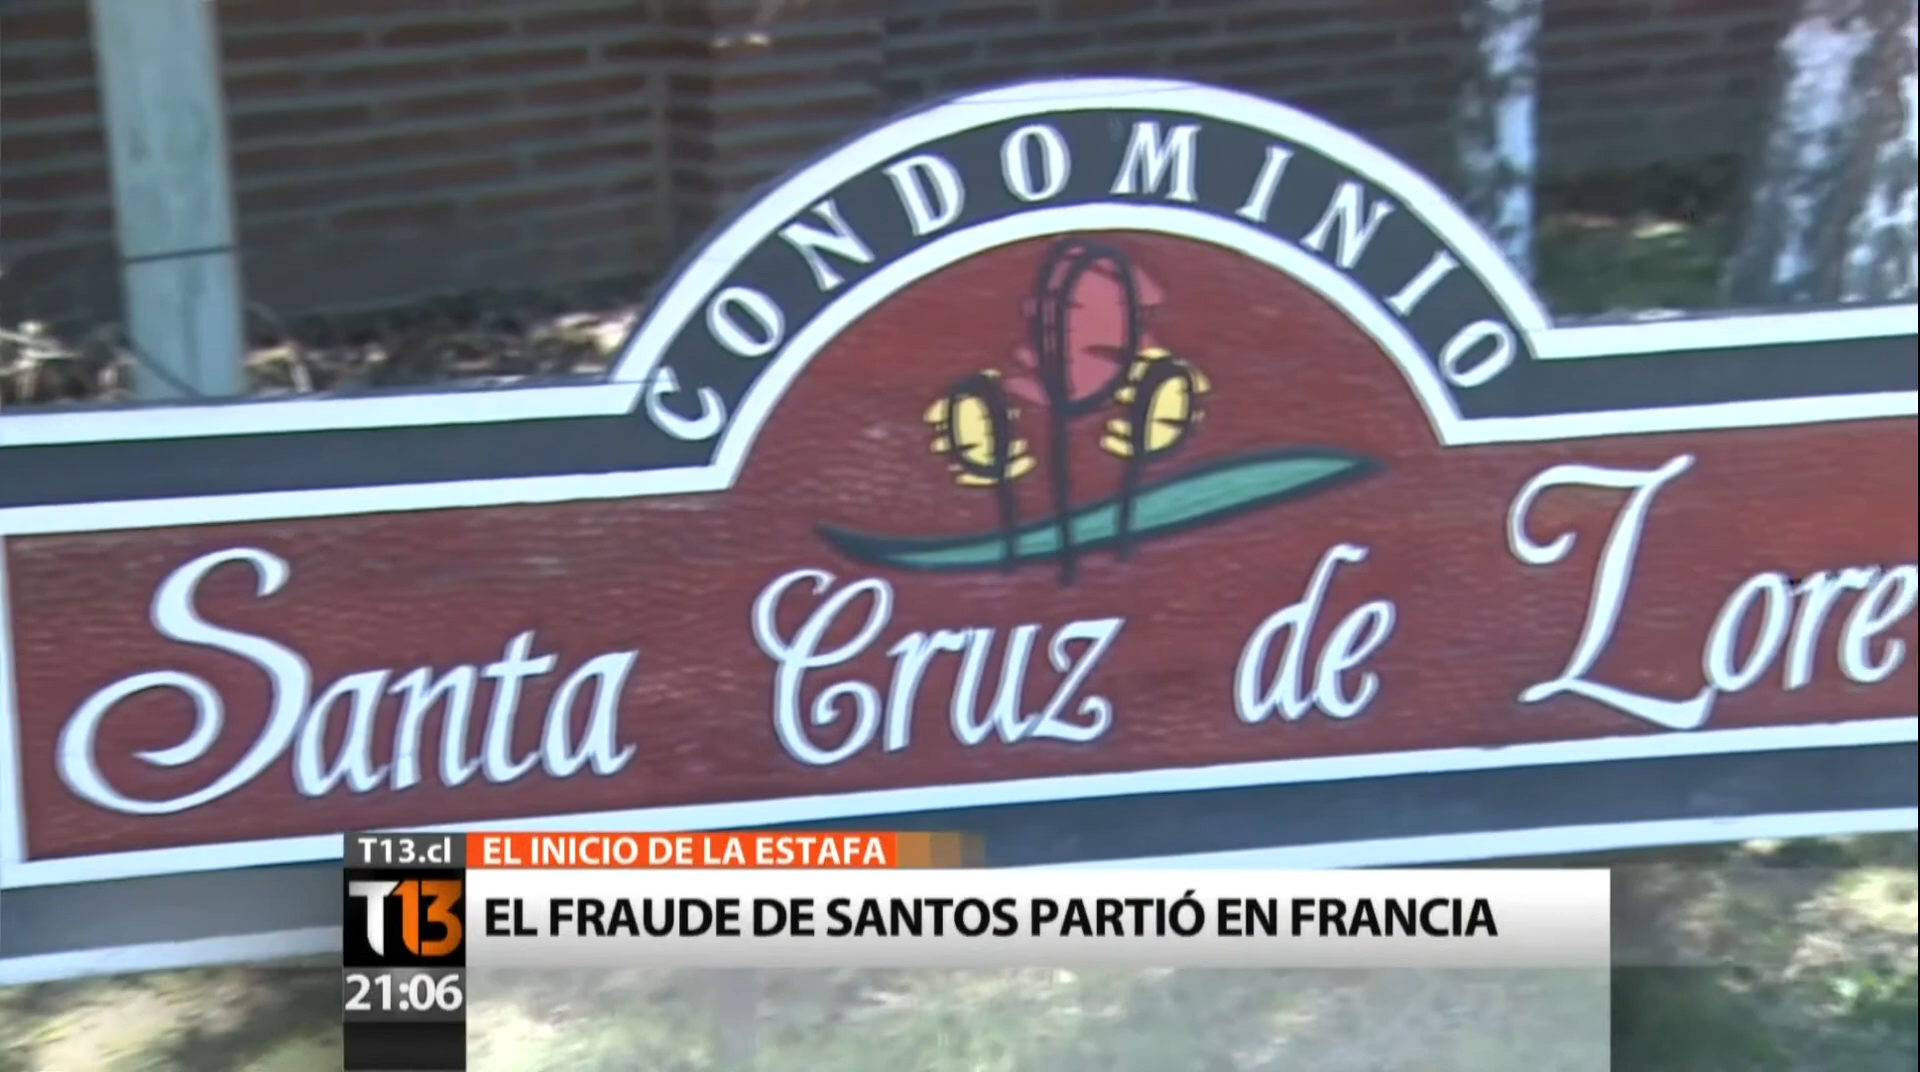 CONDOMINIO
Santa Cruz de Lore
T13.cl
EL INICIO DE LA ESTAFA
T13
EL FRAUDE DE SANTOS PARTIÓ EN FRANCIA
21:06